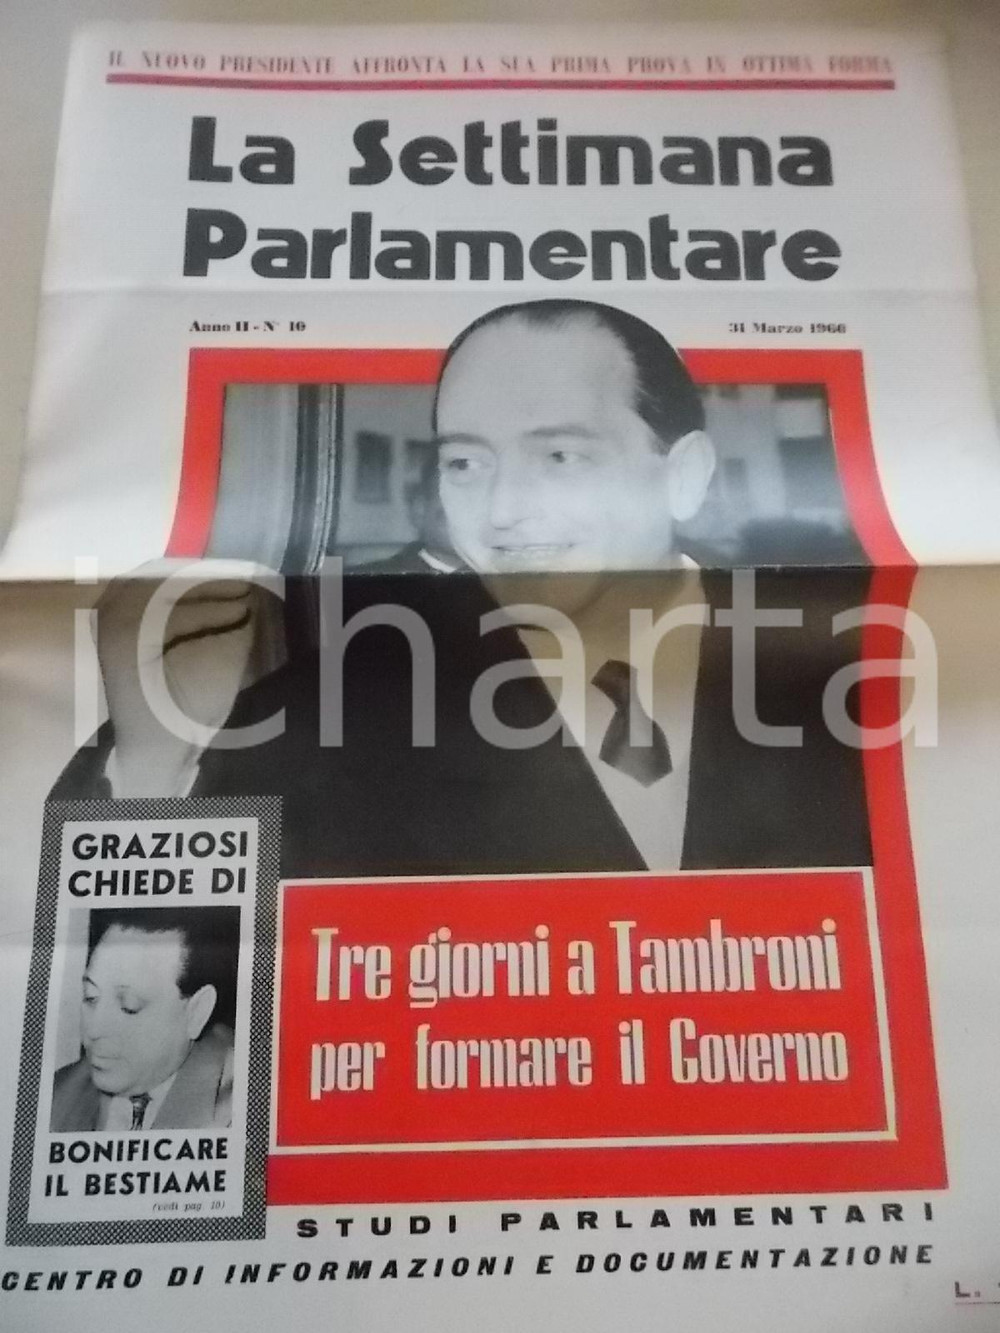 IL NUOVO PRESIDENTE AFFRONTA LA SUA PRIMA PROVA IN OTTIMA FORMA
La Settimana
Parlamentare
Anno II - N° 10
31 Marzo 1960
iCharta
GRAZIOSI
CHIEDE DI
BONIFICARE
IL BESTIAME
(vedi pag. 10)
Tre giorni a Tambroni
per formare il Governo
STUDI PARLAMENTARI
CENTRO DI INFORMAZIONI E DOCUMENTAZIONE
L.